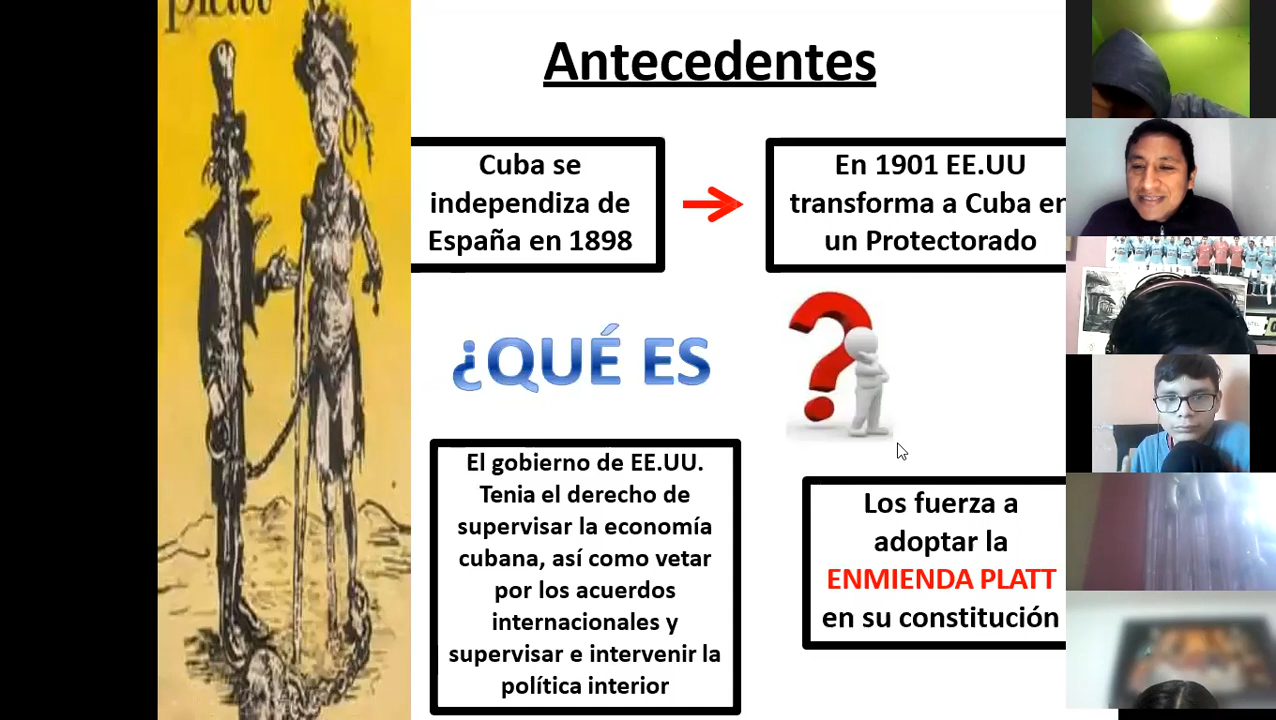 platt
Antecedentes
Cuba se
independiza de
España en 1898
En 1901 EE.UU
transforma a Cuba en
un Protectorado
¿QUÉ ES
?
El gobierno de EE.UU.
Tenia el derecho de
supervisar la economía
cubana, así como vetar
por los acuerdos
internacionales y
supervisar e intervenir la
política interior
Los fuerza a
adoptar la
ENMIENDA PLATT
en su constitución